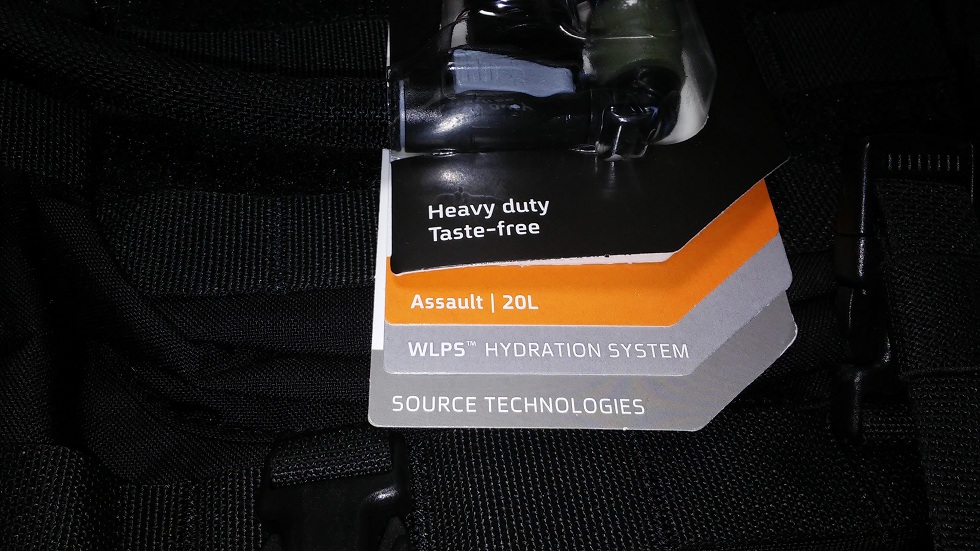 Heavy duty
Taste-free
Assault | 20L
WLPS™ HYDRATION SYSTEM
SOURCE TECHNOLOGIES